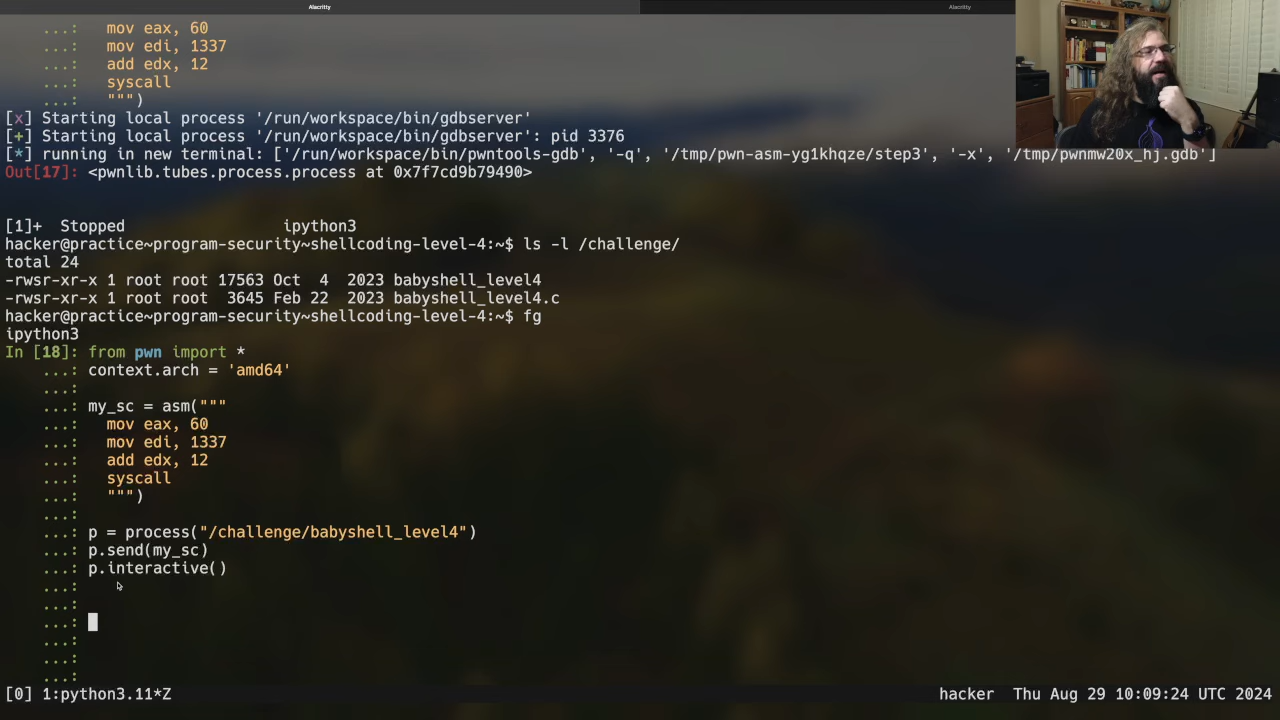 Alacritty
Alacritty
...: mov eax, 60
...: mov edi, 1337
...: add edx, 12
...: syscall
...: """)
[x] Starting local process '/run/workspace/bin/gdbserver'
[+] Starting local process '/run/workspace/bin/gdbserver': pid 3376
[*] running in new terminal: ['/run/workspace/bin/pwntools-gdb', '-q', '/tmp/pwn-asm-yg1khqze/step3', '-x', '/tmp/pwnmw20x_hj.gdb']
Out[17]: <pwnlib.tubes.process.process at 0x7f7cd9b79490>
[1]+  Stopped                 ipython3
hacker@practice~program-security~shellcoding-level-4:~$ ls -l /challenge/
total 24
-rwsr-xr-x 1 root root 17563 Oct  4  2023 babyshell_level4
-rwsr-xr-x 1 root root  3645 Feb 22  2023 babyshell_level4.c
hacker@practice~program-security~shellcoding-level-4:~$ fg
ipython3
In [18]: from pwn import *
...: context.arch = 'amd64'
...:
...: my_sc = asm("""
...:   mov eax, 60
...:   mov edi, 1337
...:   add edx, 12
...:   syscall
...:   """)
...:
...: p = process("/challenge/babyshell_level4")
...: p.send(my_sc)
...: p.interactive()
...:
...:
...:
...:
...:
...:
[0] 1:python3.11*Z hacker  Thu Aug 29 10:09:24 UTC 2024